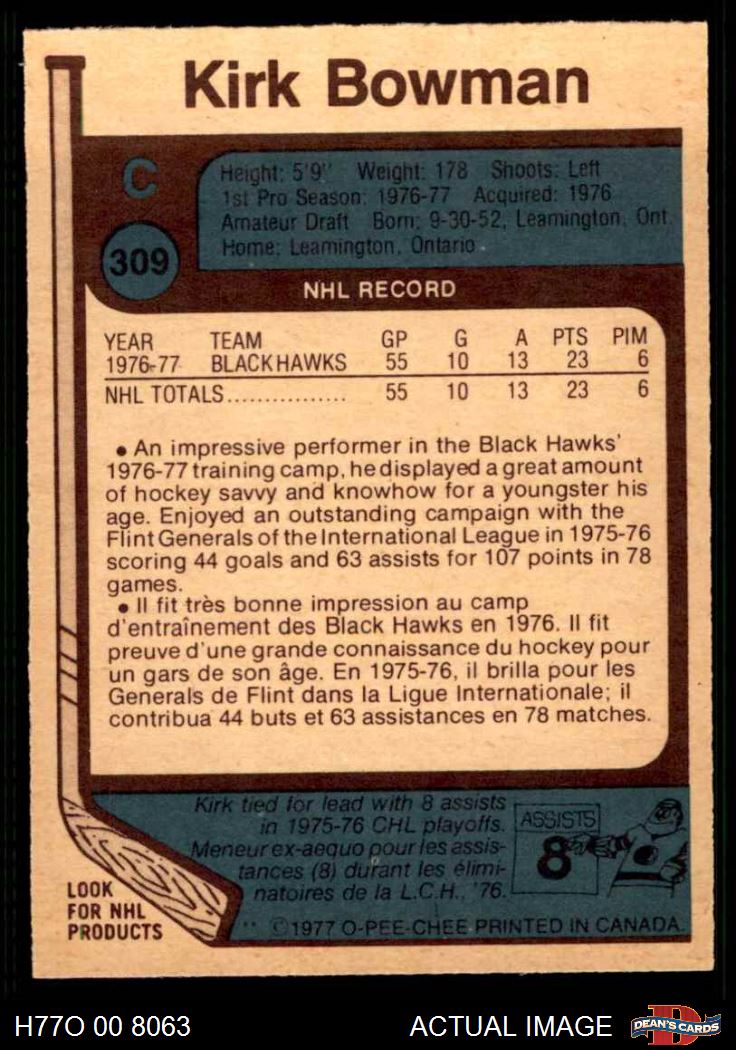 Kirk Bowman
C
Height: 5'9" Weight: 178 Shoots: Left
1st Pro Season: 1976-77 Acquired: 1976
Amateur Draft Born: 9-30-52, Leamington, Ont
Home: Leamington, Ontario
309
NHL RECORD
YEAR TEAM GP G A PTS PIM
1976-77 BLACK HAWKS 55 10 13 23 6
NHL TOTALS................ 55 10 13 23 6
• An impressive performer in the Black Hawks'
1976-77 training camp, he displayed a great amount
of hockey savvy and knowhow for a youngster his
age. Enjoyed an outstanding campaign with the
Flint Generals of the International League in 1975-76
scoring 44 goals and 63 assists for 107 points in 78
games.
• Il fit très bonne impression au camp
d'entraînement des Black Hawks en 1976. Il fit
preuve d'une grande connaissance du hockey pour
un gars de son âge. En 1975-76, il brilla pour les
Generals de Flint dans la Ligue Internationale; il
contribua 44 buts et 63 assistances en 78 matches.
Kirk tied for lead with 8 assists
in 1975-76 CHL playoffs.
Meneur ex-aequo pour les assis-
tances (8) durant les élimi-
natoires de la L.C.H., '76.
ASSISTS
8
LOOK
FOR NHL
PRODUCTS
** ©1977 O-PEE-CHEE PRINTED IN CANADA.
H77O 00 8063
ACTUAL IMAGE
DEAN'S CARDS